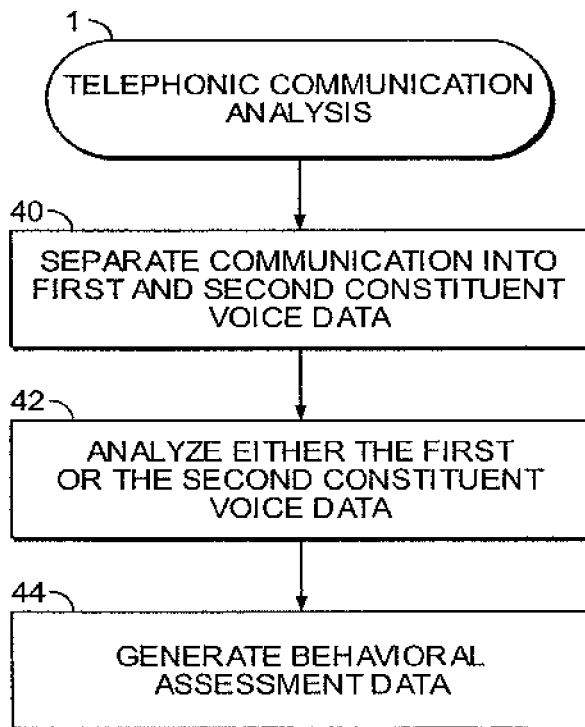 1
TELEPHONIC COMMUNICATION
ANALYSIS
40
SEPARATE COMMUNICATION INTO
FIRST AND SECOND CONSTITUENT
VOICE DATA
42
ANALYZE EITHER THE FIRST
OR THE SECOND CONSTITUENT
VOICE DATA
44
GENERATE BEHAVIORAL
ASSESSMENT DATA